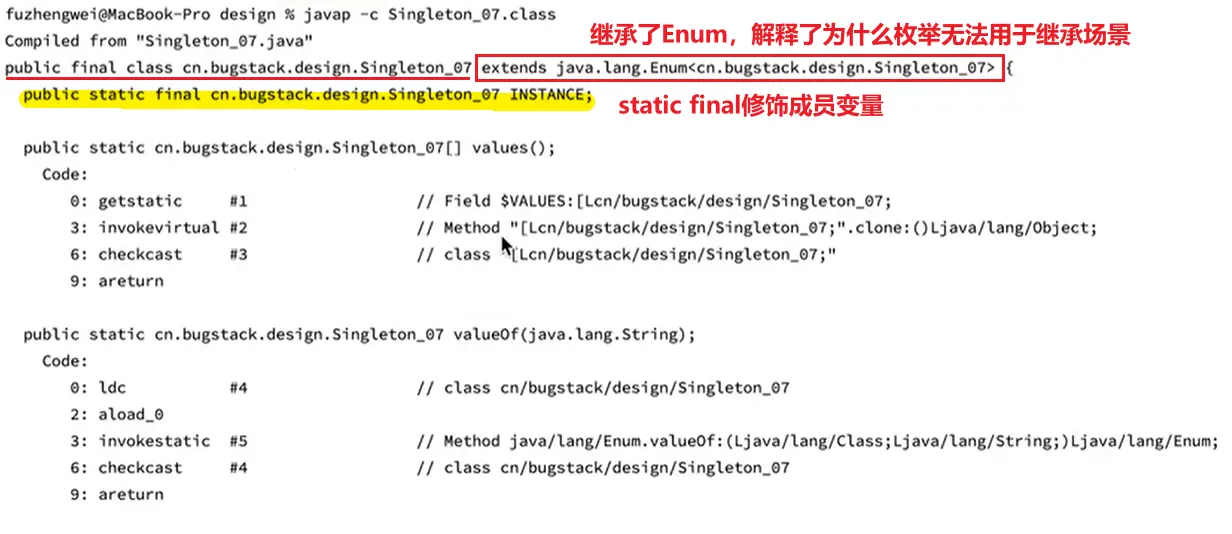 fuzhengwei@MacBook-Pro design % javap -c Singleton_07.class
Compiled from "Singleton_07.java"
继承了Enum，解释了为什么枚举无法用于继承场景
public final class cn.bugstack.design.Singleton_07 extends java.lang.Enum<cn.bugstack.design.Singleton_07> {
public static final cn.bugstack.design.Singleton_07 INSTANCE;
static final修饰成员变量
public static cn.bugstack.design.Singleton_07[] values();
Code:
0: getstatic #1 // Field $VALUES:[Lcn/bugstack/design/Singleton_07;
3: invokevirtual #2 // Method "[Lcn/bugstack/design/Singleton_07;".clone:()Ljava/lang/Object;
6: checkcast #3 // class "[Lcn/bugstack/design/Singleton_07;"
9: areturn
public static cn.bugstack.design.Singleton_07 valueOf(java.lang.String);
Code:
0: ldc #4 // class cn/bugstack/design/Singleton_07
2: aload_0
3: invokestatic #5 // Method java/lang/Enum.valueOf:(Ljava/lang/Class;Ljava/lang/String;)Ljava/lang/Enum;
6: checkcast #4 // class cn/bugstack/design/Singleton_07
9: areturn